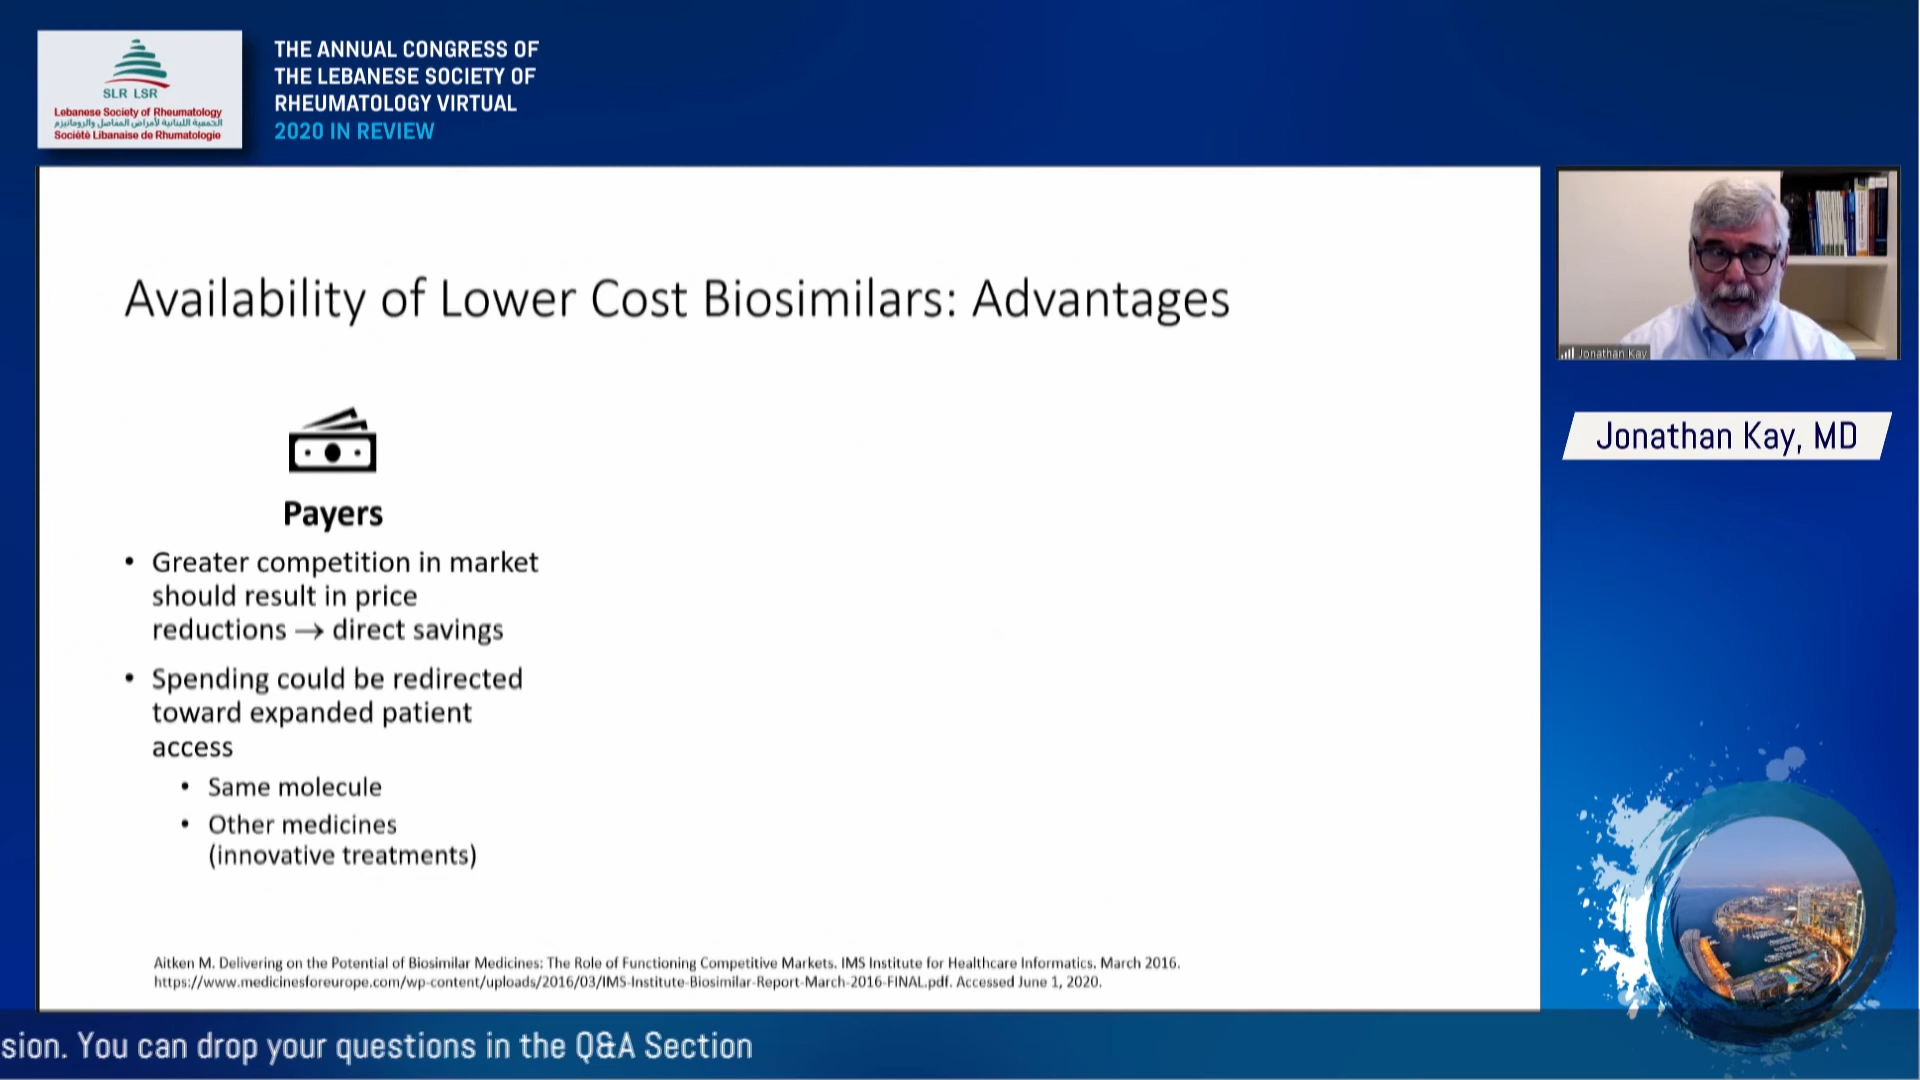 SLR LSR
Lebanese Society of Rheumatology
الجمعية اللبنانية لأمراض المفاصل والروماتيزم
Société Libanaise de Rhumatologie
THE ANNUAL CONGRESS OF
THE LEBANESE SOCIETY OF
RHEUMATOLOGY VIRTUAL
2020 IN REVIEW
Availability of Lower Cost Biosimilars: Advantages
Payers
• Greater competition in market
should result in price
reductions → direct savings
• Spending could be redirected
toward expanded patient
access
• Same molecule
• Other medicines
(innovative treatments)
Aitken M. Delivering on the Potential of Biosimilar Medicines: The Role of Functioning Competitive Markets. IMS Institute for Healthcare Informatics. March 2016.
https://www.medicinesforeurope.com/wp-content/uploads/2016/03/IMS-Institute-Biosimilar-Report-March-2016-FINAL.pdf. Accessed June 1, 2020.
Jonathan Kay
Jonathan Kay, MD
sion. You can drop your questions in the Q&A Section